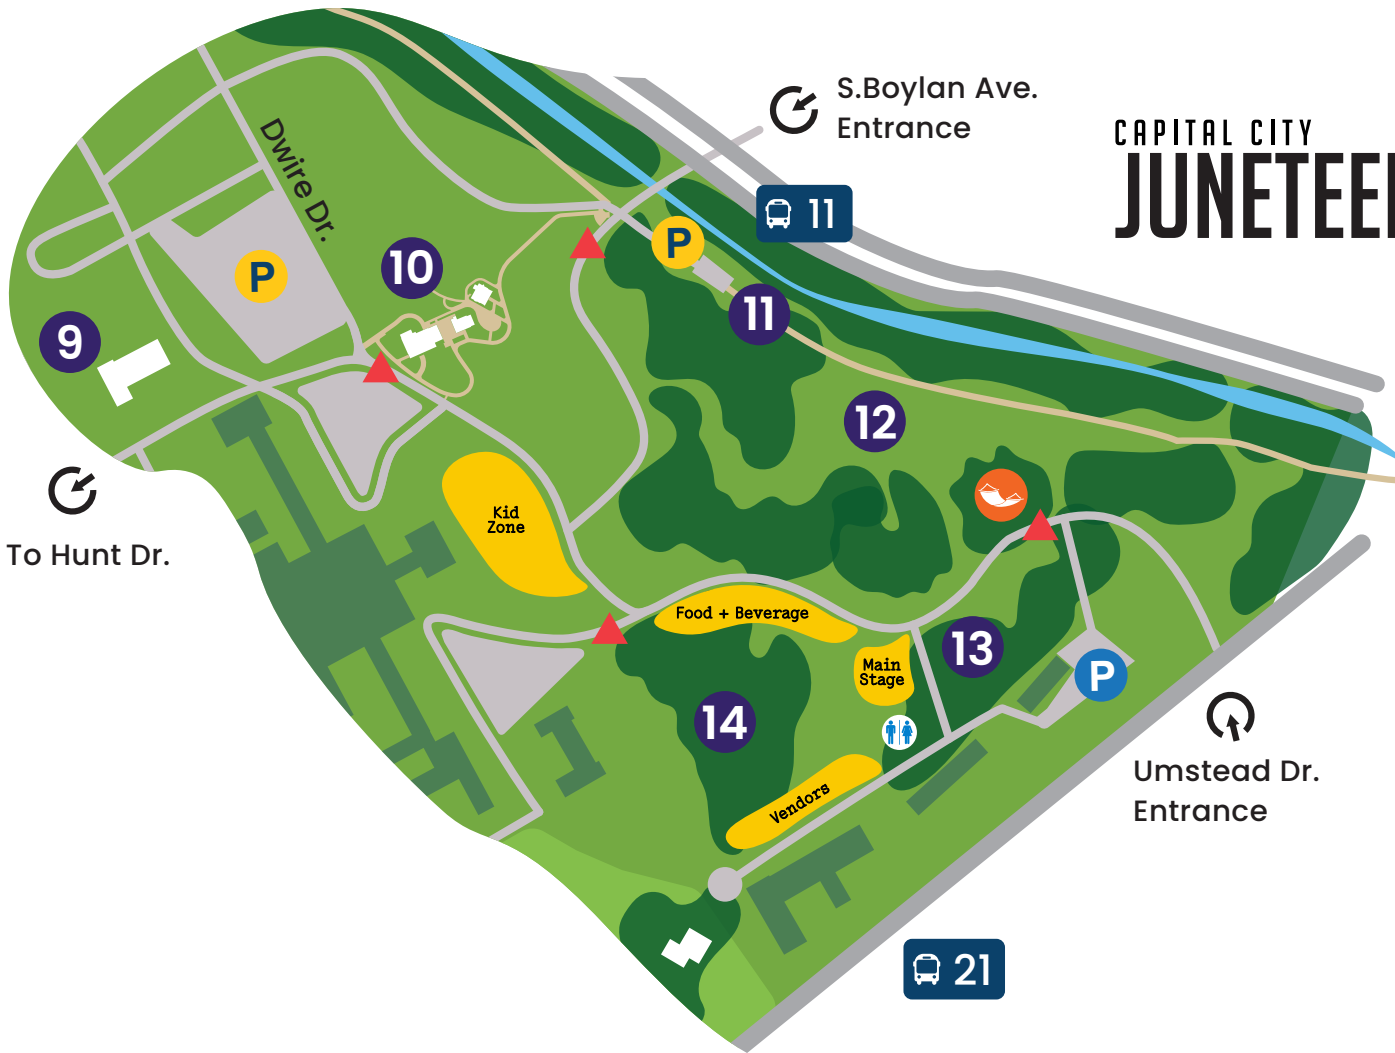 S.Boylan Ave.
Entrance
CAPITAL CITY
Dwire Dr.
11
P
P
10
11
9
12
Kid
Zone
To Hunt Dr.
Food + Beverage
13
Main
Stage
P
14
Umstead Dr.
Entrance
Vendors
21